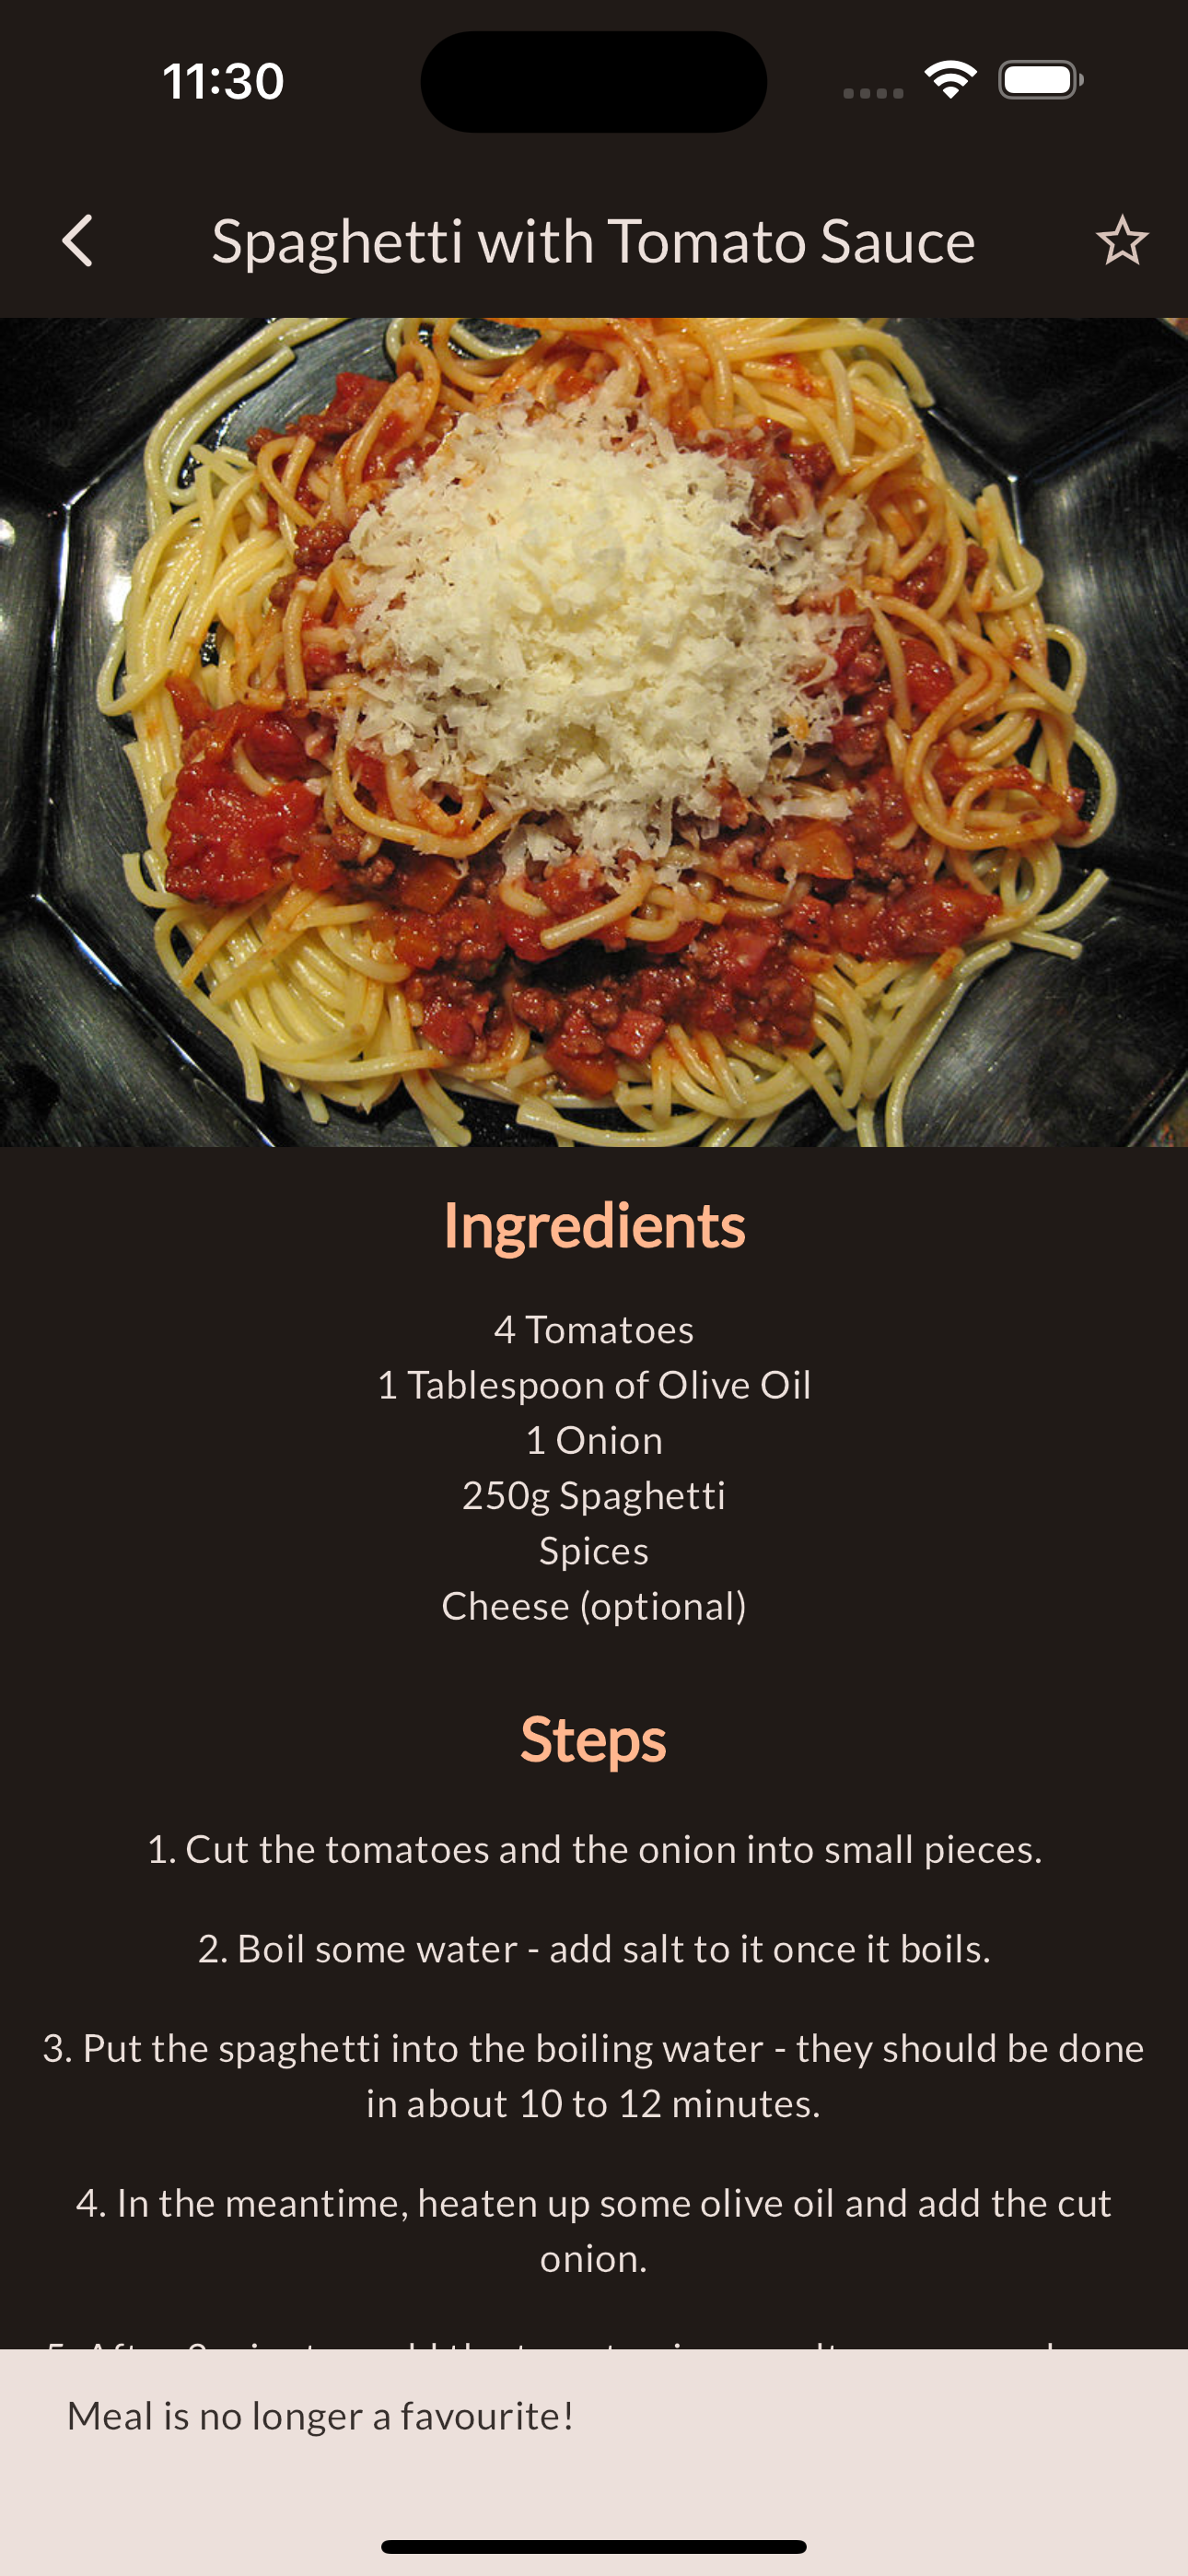 11:30
Spaghetti with Tomato Sauce
Ingredients
4 Tomatoes
1 Tablespoon of Olive Oil
1 Onion
250g Spaghetti
Spices
Cheese (optional)
Steps
1. Cut the tomatoes and the onion into small pieces.
2. Boil some water - add salt to it once it boils.
3. Put the spaghetti into the boiling water - they should be done
in about 10 to 12 minutes.
4. In the meantime, heaten up some olive oil and add the cut
onion.
Meal is no longer a favourite!